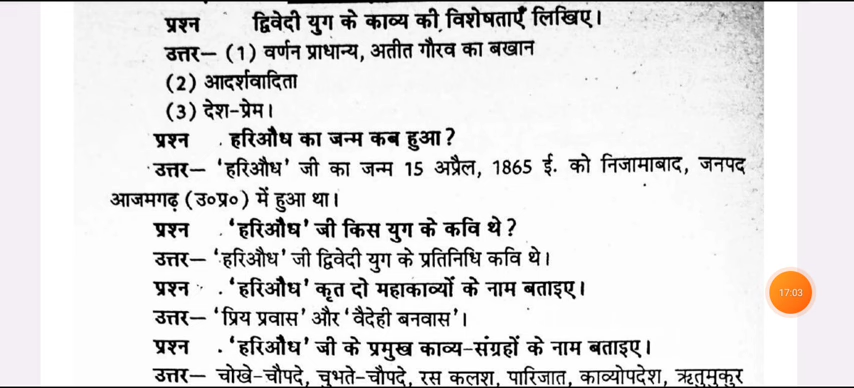 प्रश्न द्विवेदी युग के काव्य की विशेषताएँ लिखिए।
उत्तर— (1) वर्णन प्राधान्य, अतीत गौरव का बखान
(2) आदर्शवादिता
(3) देश-प्रेम।
प्रश्न . हरिऔध का जन्म कब हुआ?
उत्तर— 'हरिऔध' जी का जन्म 15 अप्रैल, 1865 ई. को निजामाबाद, जनपद
आजमगढ़ (उ०प्र०) में हुआ था।
प्रश्न . 'हरिऔध' जी किस युग के कवि थे?
उत्तर— 'हरिऔध' जी द्विवेदी युग के प्रतिनिधि कवि थे।
प्रश्न . 'हरिऔध' कृत दो महाकाव्यों के नाम बताइए।
17:03
उत्तर— 'प्रिय प्रवास' और 'वैदेही बनवास'।
प्रश्न . 'हरिऔध' जी के प्रमुख काव्य-संग्रहों के नाम बताइए।
उत्तर— चोखे-चौपदे, चुभते-चौपदे, रस कलश, पारिजात, काव्योपदेश, ऋतुमुकुर